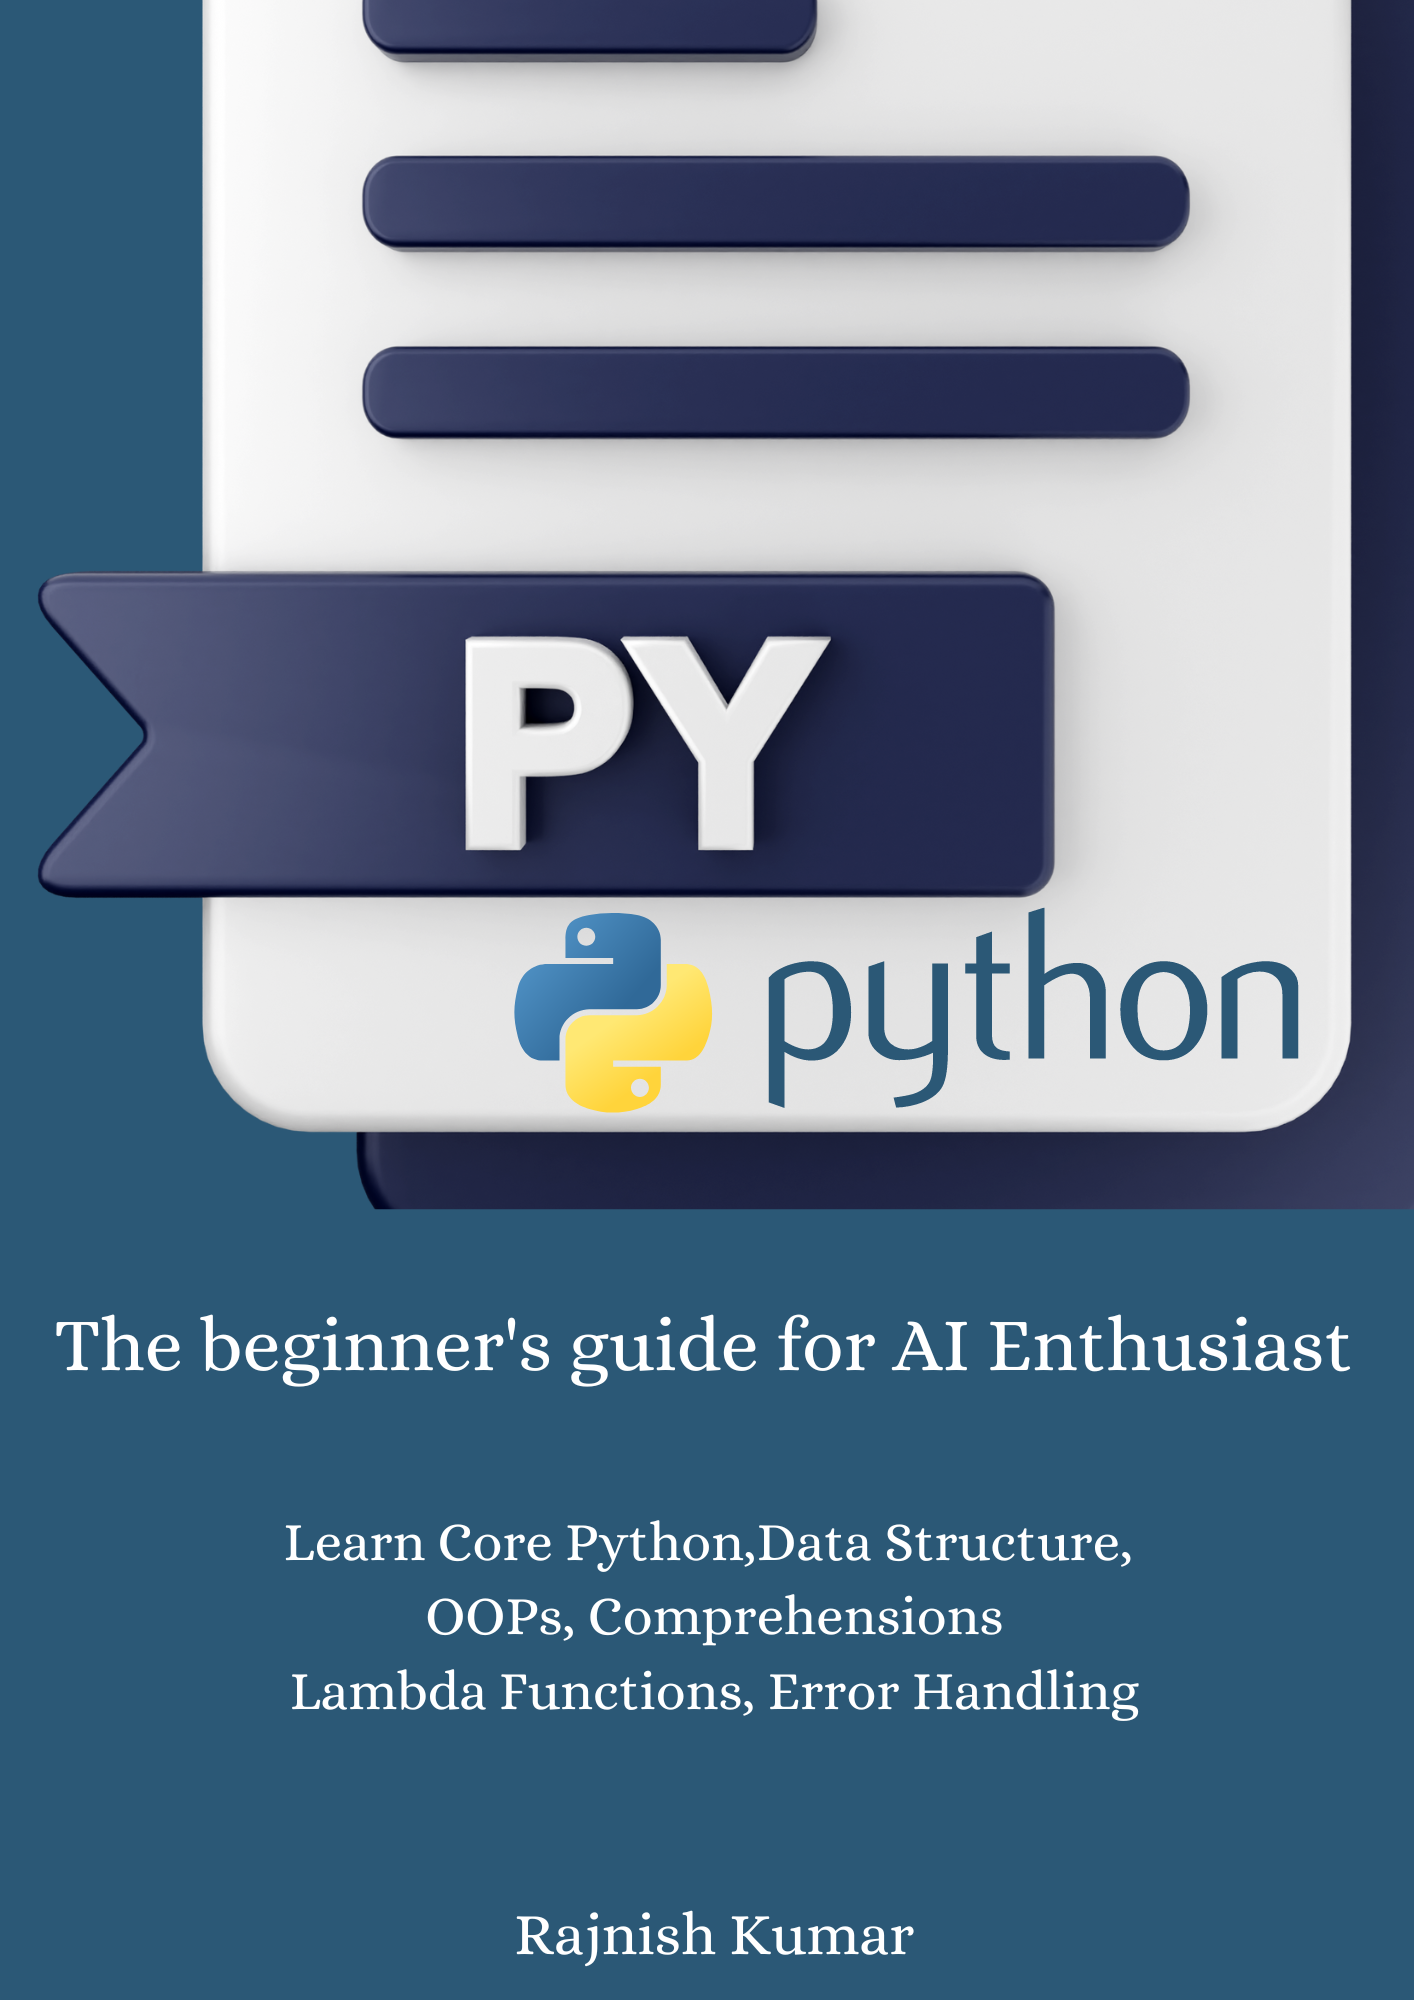 PY
python
The beginner's guide for AI Enthusiast
Learn Core Python,Data Structure,
OOPs, Comprehensions
Lambda Functions, Error Handling
Rajnish Kumar